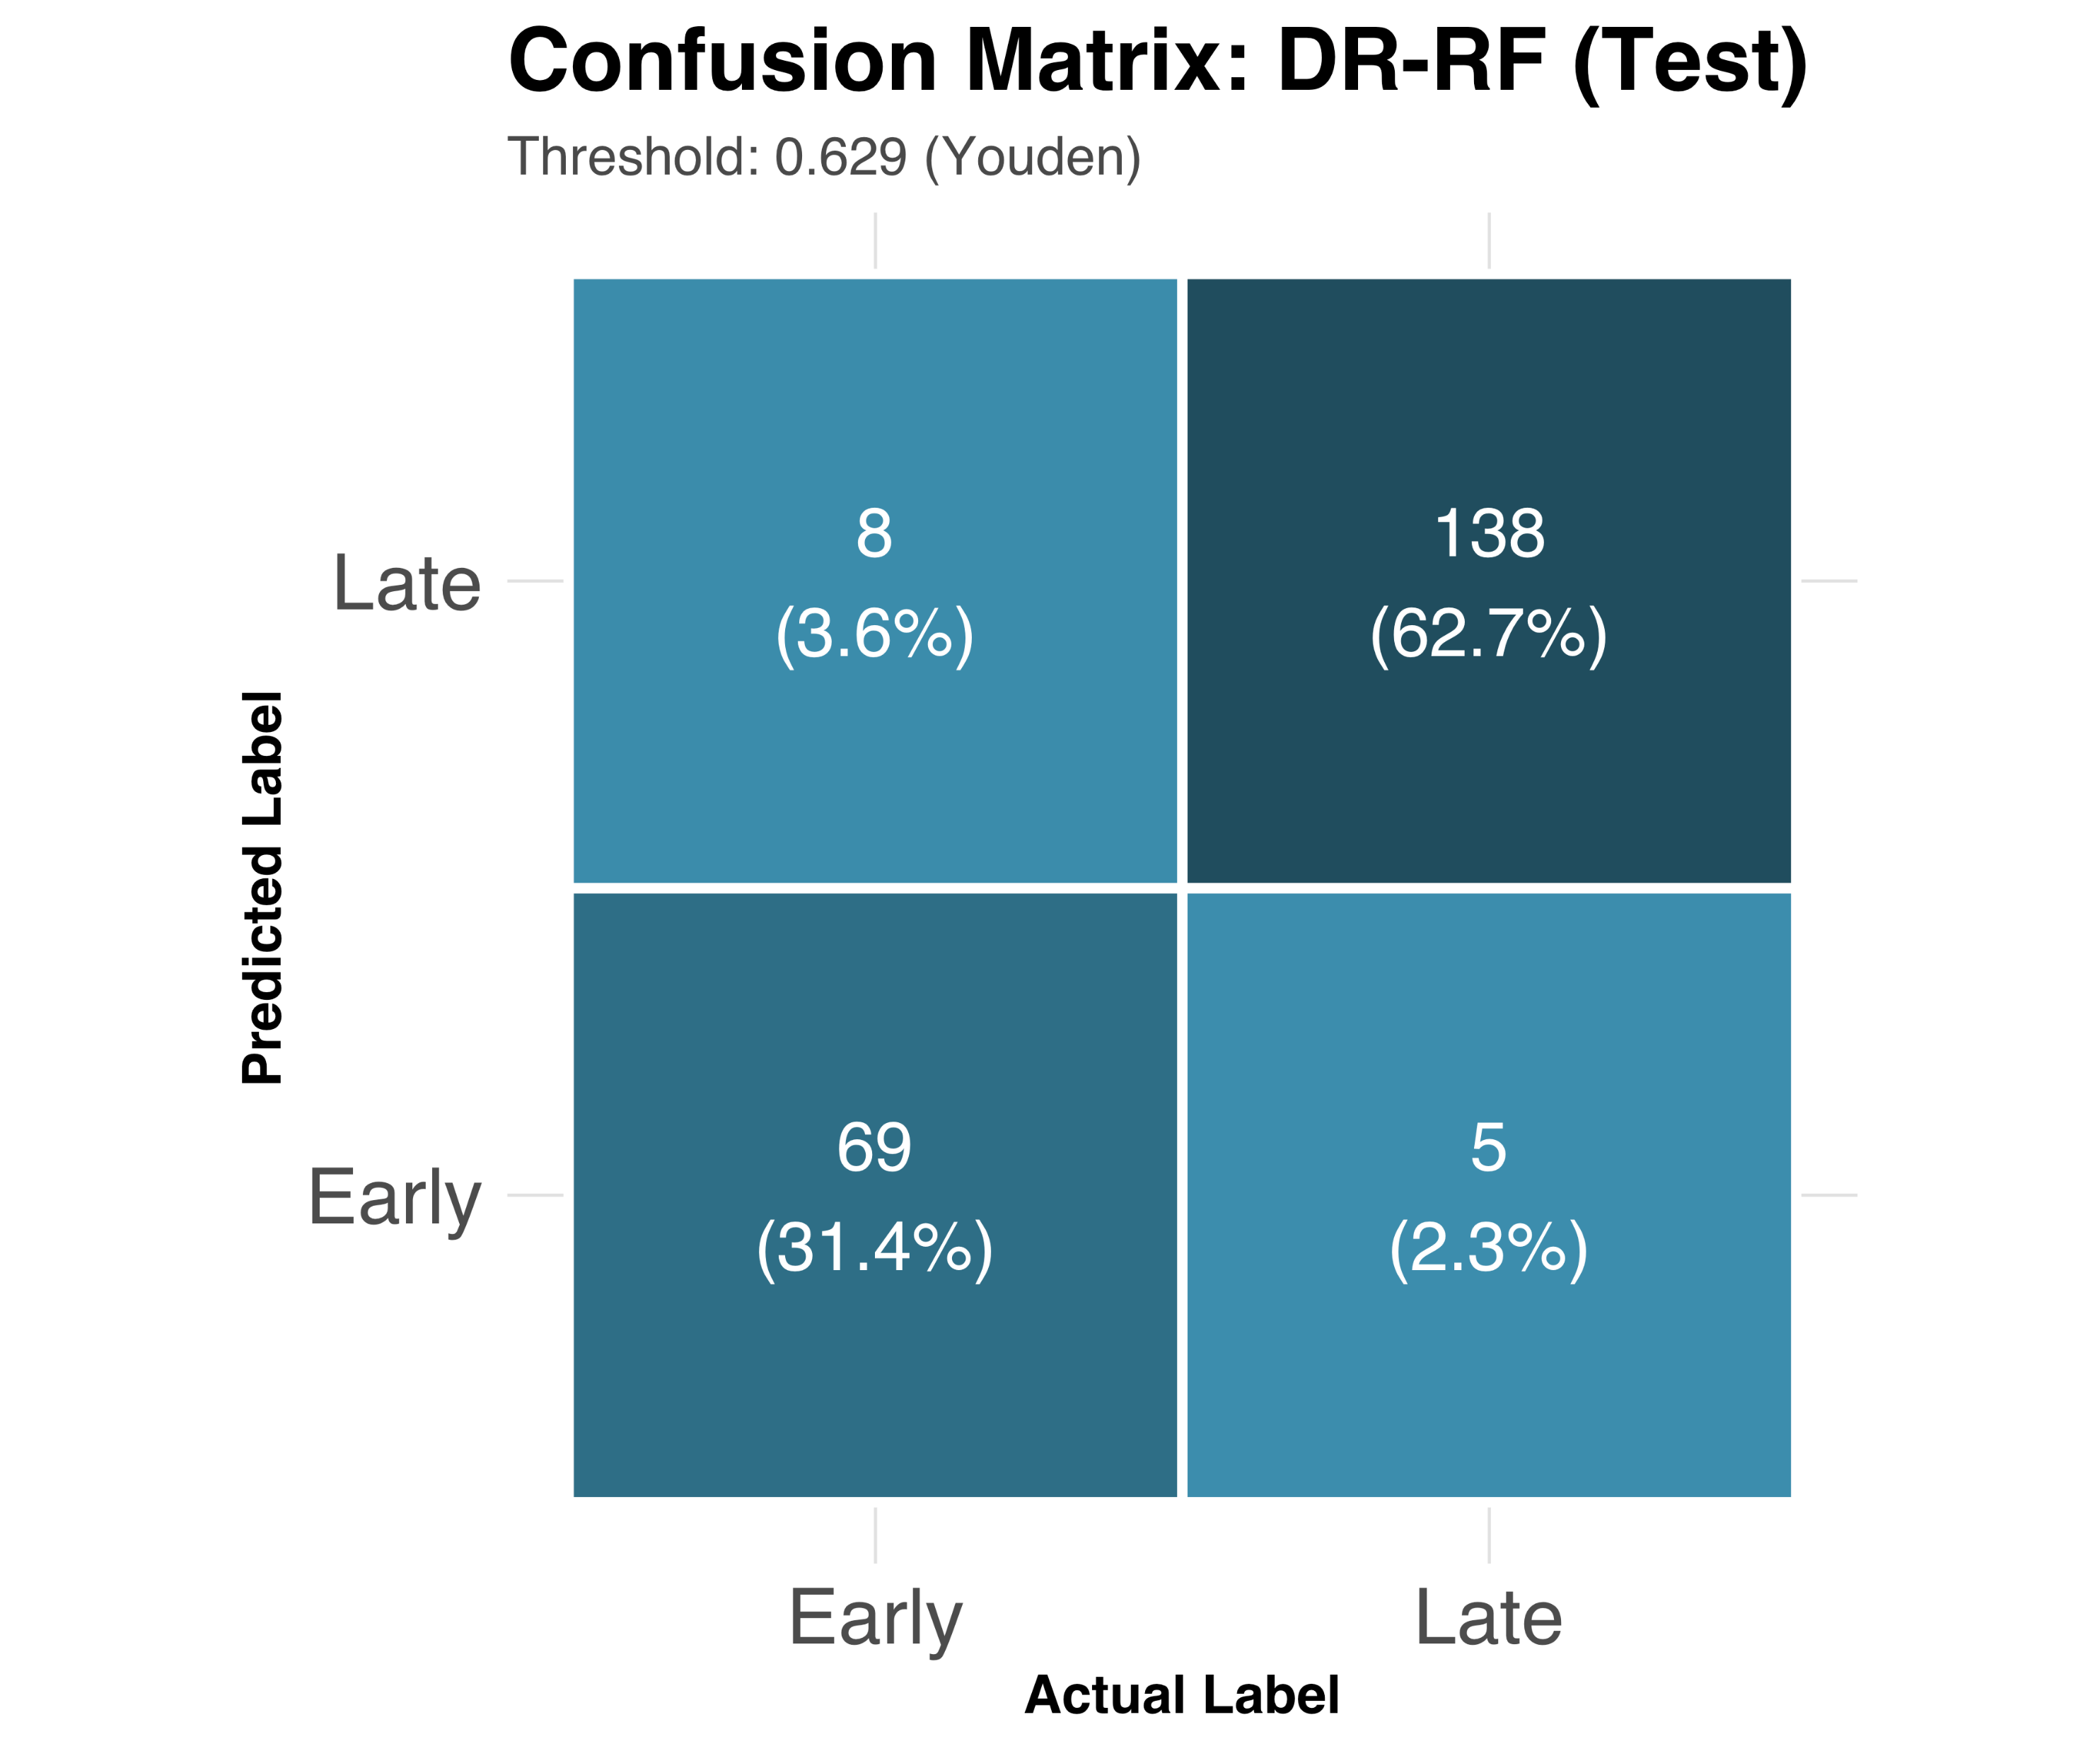 Confusion Matrix: DR-RF (Test)
Threshold: 0.629 (Youden)
Predicted Label
Late
8
(3.6%)
138
(62.7%)
Early
69
(31.4%)
5
(2.3%)
Early
Late
Actual Label